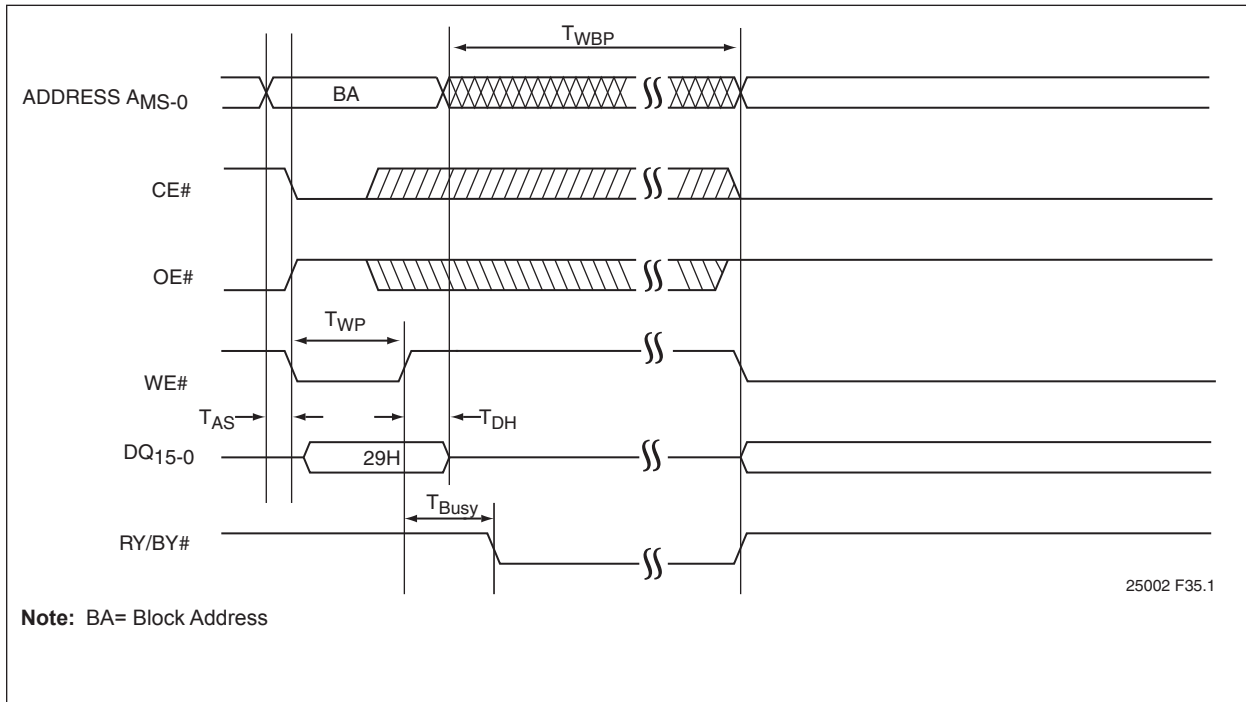 TWBP
ADDRESS AMS-0
BA
CE#
OE#
TWP
WE#
TAS
TDH
DQ15-0
29H
TBusy
RY/BY#
25002 F35.1
Note: BA= Block Address